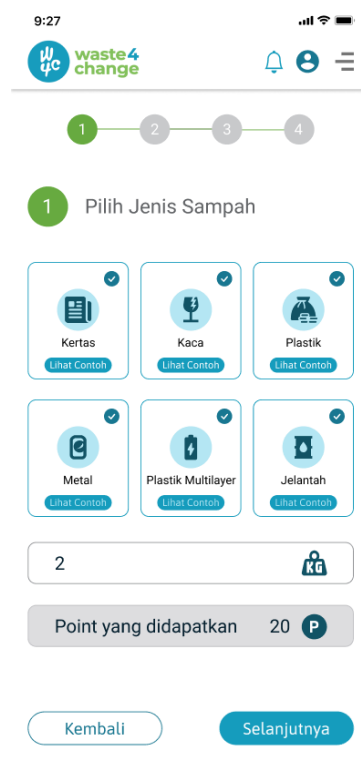 9:27
waste4
change
1 2 3 4
1 Pilih Jenis Sampah
Kertas Kaca Plastik
Lihat Contoh Lihat Contoh Lihat Contoh
Metal Plastik Multilayer Jelantah
Lihat Contoh Lihat Contoh Lihat Contoh
2 KG
Point yang didapatkan 20 P
Kembali Selanjutnya